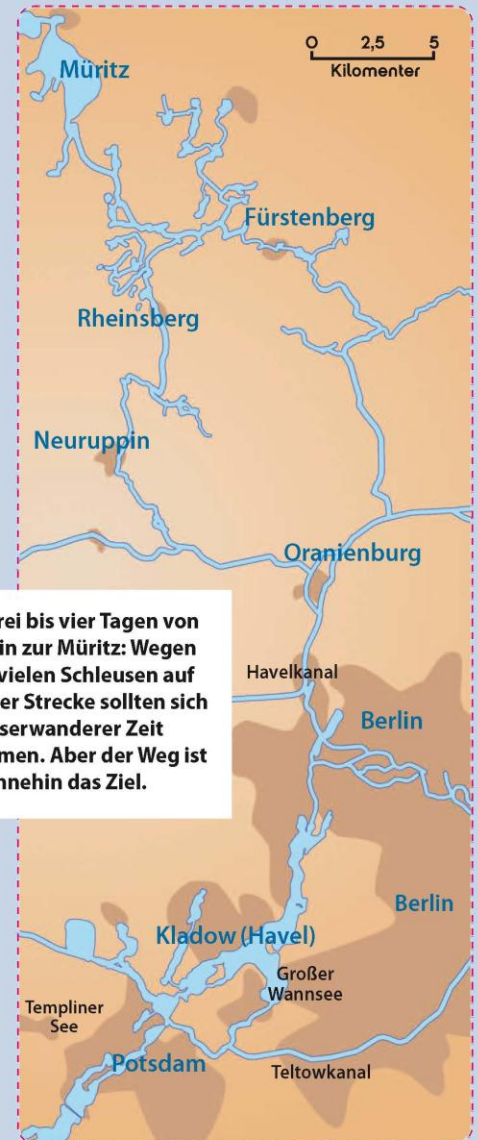 0 2,5 5
Kilomenter
Müritz
Fürstenberg
Rheinsberg
Neuruppin
Oranienburg
rei bis vier Tagen von
in zur Müritz: Wegen
vielen Schleusen auf
er Strecke sollten sich
serwanderer Zeit
men. Aber der Weg ist
nnehin das Ziel.
Havelkanal
Berlin
Berlin
Kladow (Havel)
Großer
Wannsee
Templiner
See
Potsdam
Teltowkanal